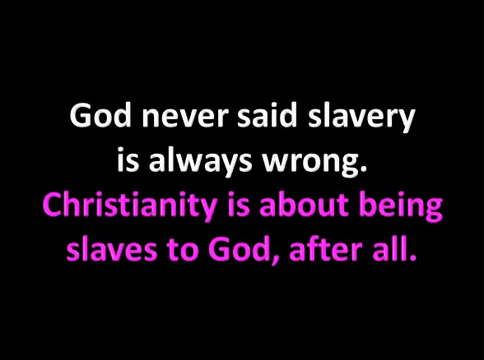 God never said slavery
is always wrong.
Christianity is about being
slaves to God, after all.